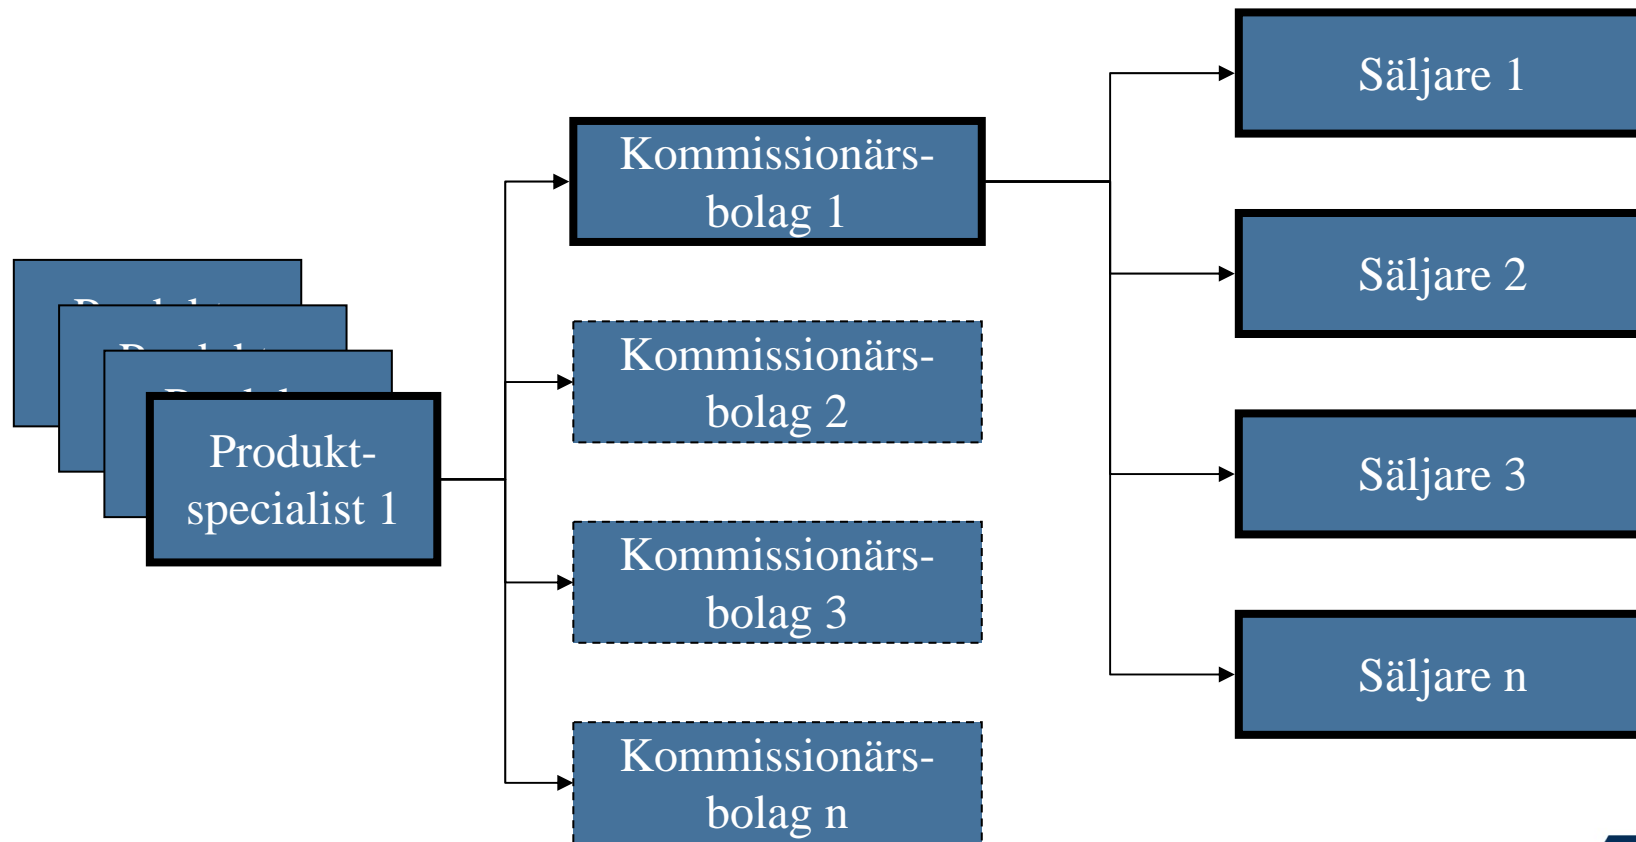 Produkt-
specialist 1
Kommissionärs-
bolag 1
Kommissionärs-
bolag 2
Kommissionärs-
bolag 3
Kommissionärs-
bolag n
Säljare 1
Säljare 2
Säljare 3
Säljare n